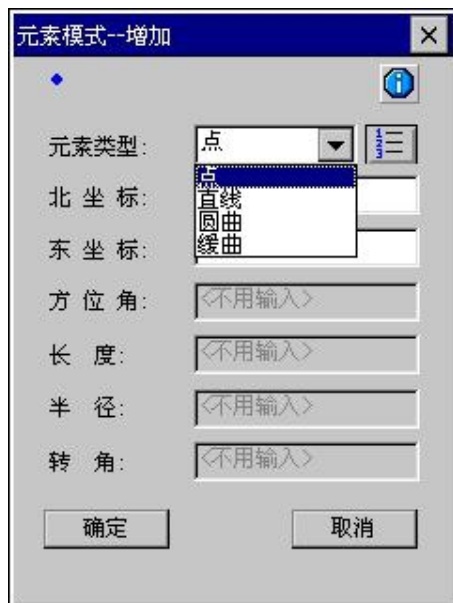 元素模式--增加
元素类型: 点
点
直线
圆曲
缓曲
北 坐 标:
东 坐 标:
方 位 角: <不用输入>
长 度: <不用输入>
半 径: <不用输入>
转 角: <不用输入>
确定 取消